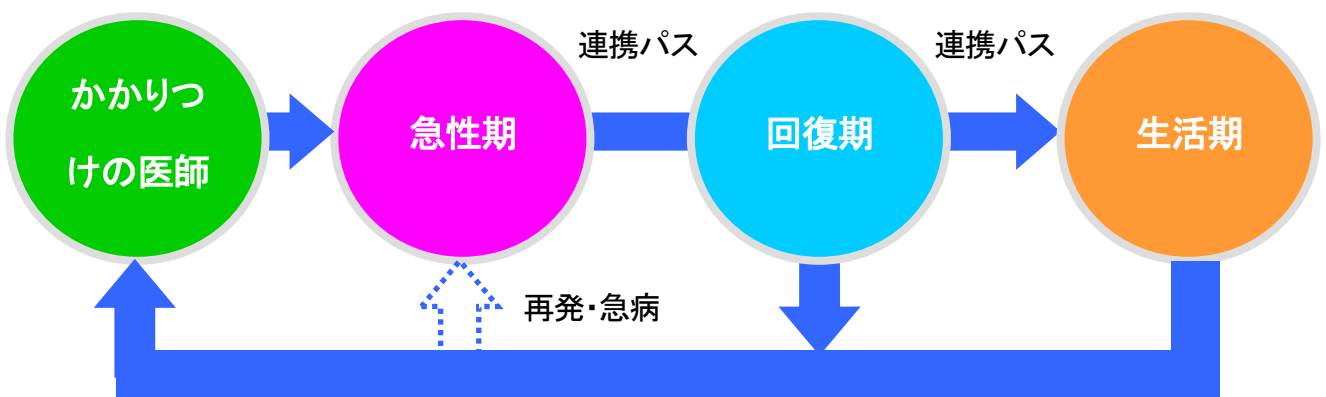 連携パス
連携パス
かかりつ
けの医師
急性期
回復期
生活期
再発・急病